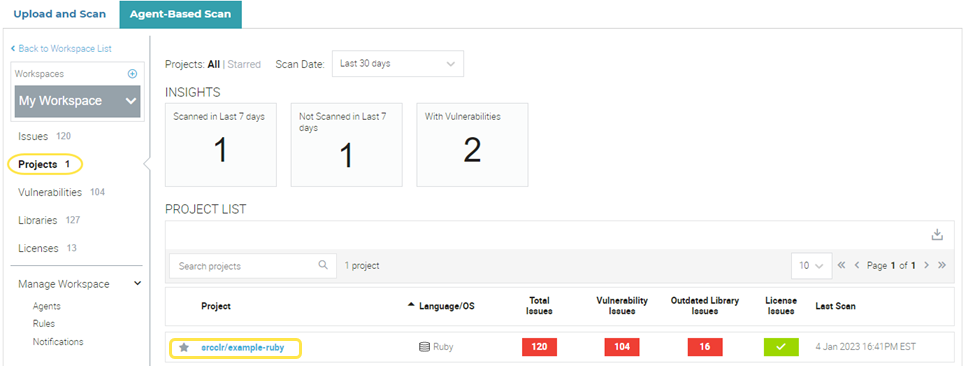 Upload and Scan
Agent-Based Scan
Back to Workspace List
Workspaces
My Workspace
Issues 120
Projects 1
Vulnerabilities 104
Libraries 127
Licenses 13
Manage Workspace
Agents
Rules
Notifications
Projects: All | Starred Scan Date: Last 30 days
INSIGHTS
Scanned in Last 7 days
1
Not Scanned in Last 7 days
1
With Vulnerabilities
2
PROJECT LIST
Search projects 1 project 10 Page 1 of 1
Project Language/OS Total Issues Vulnerability Issues Outdated Library Issues License Issues Last Scan
srcclr/example-ruby Ruby 120 104 16 4 Jan 2023 16:41PM EST